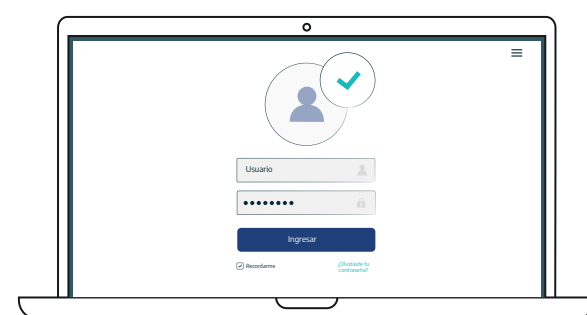 Usuario
Ingresar
Recordarme
¿Olvidaste tu
contraseña?